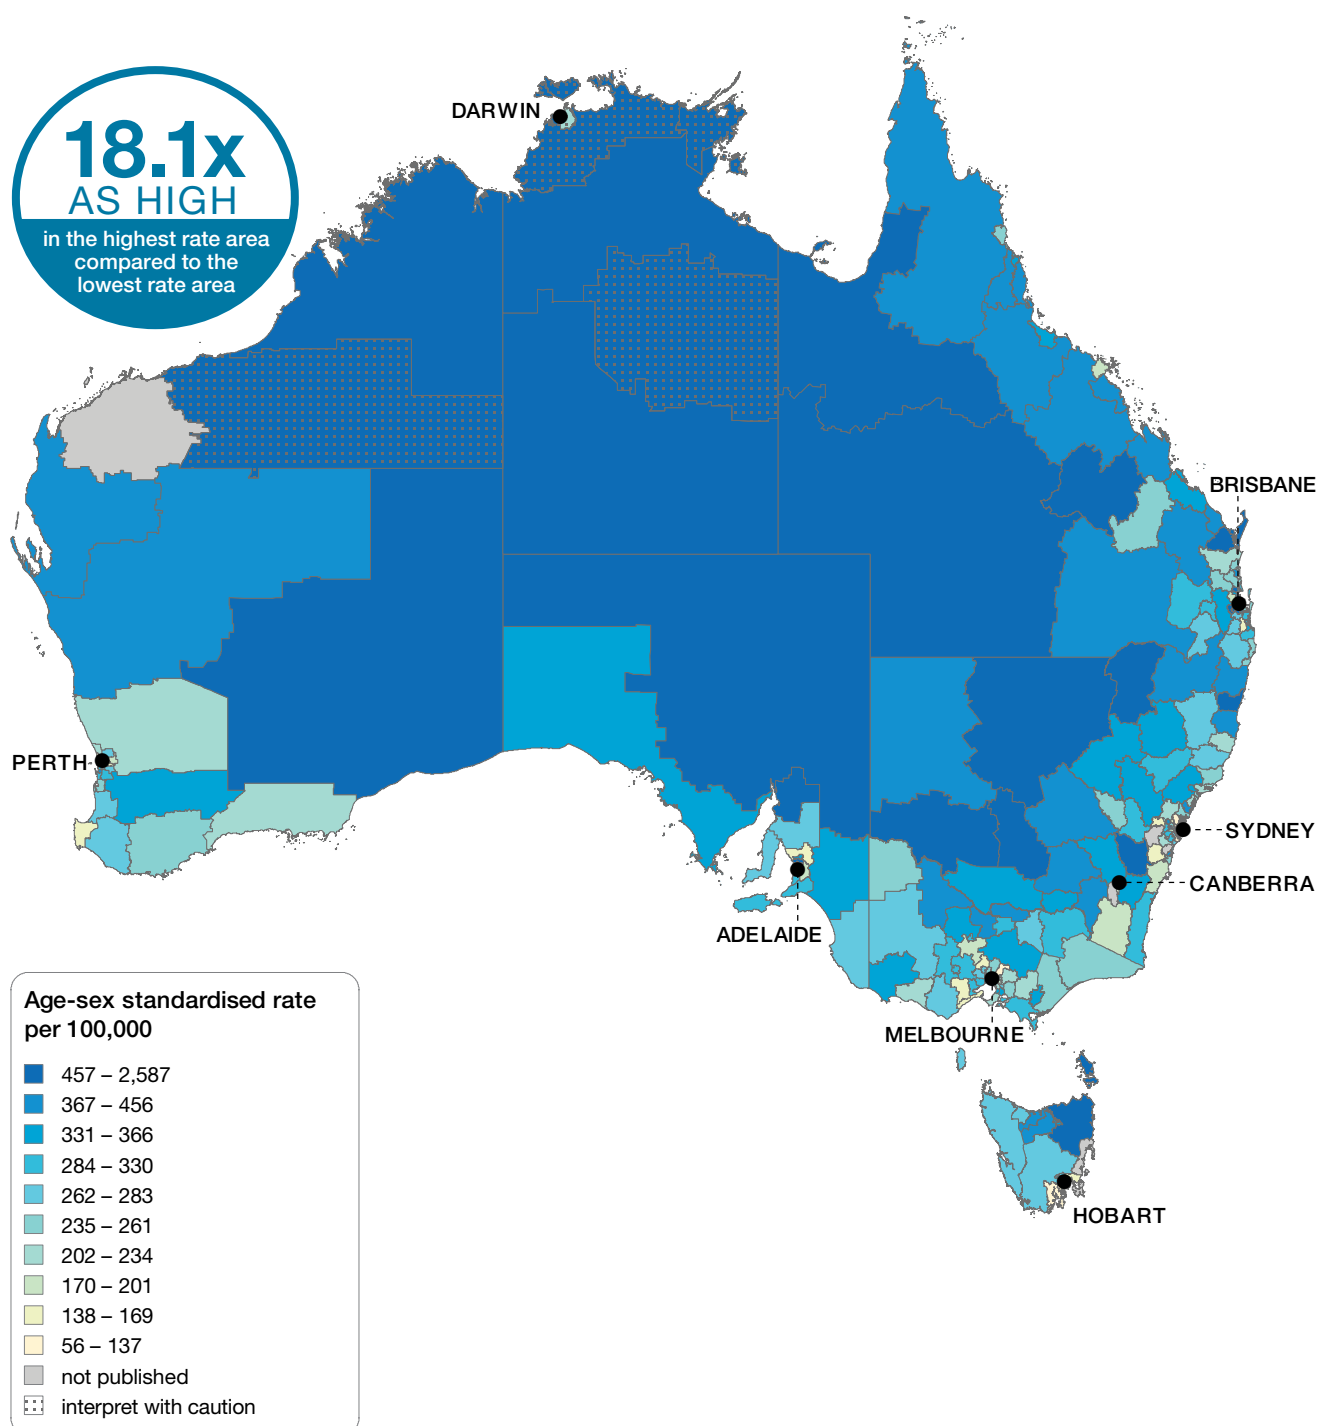 18.1x
AS HIGH
in the highest rate area
compared to the
lowest rate area
DARWIN
BRISBANE
PERTH
SYDNEY
CANBERRA
ADELAIDE
MELBOURNE
HOBART
Age-sex standardised rate
per 100,000
457 – 2,587
367 – 456
331 – 366
284 – 330
262 – 283
235 – 261
202 – 234
170 – 201
138 – 169
56 – 137
not published
interpret with caution